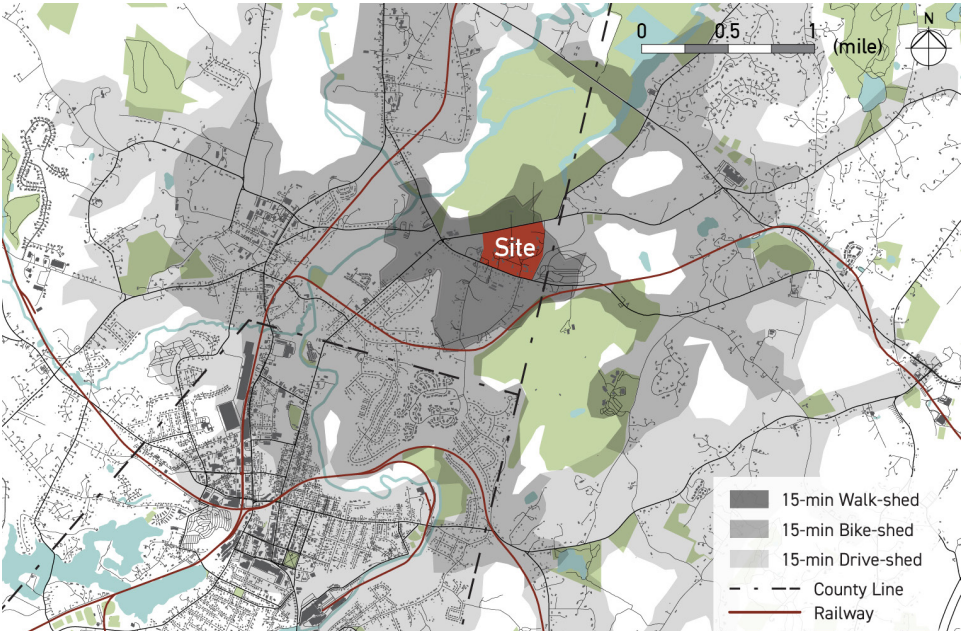 0 0.5 1
(mile)
N
Site
15-min Walk-shed
15-min Bike-shed
15-min Drive-shed
County Line
Railway